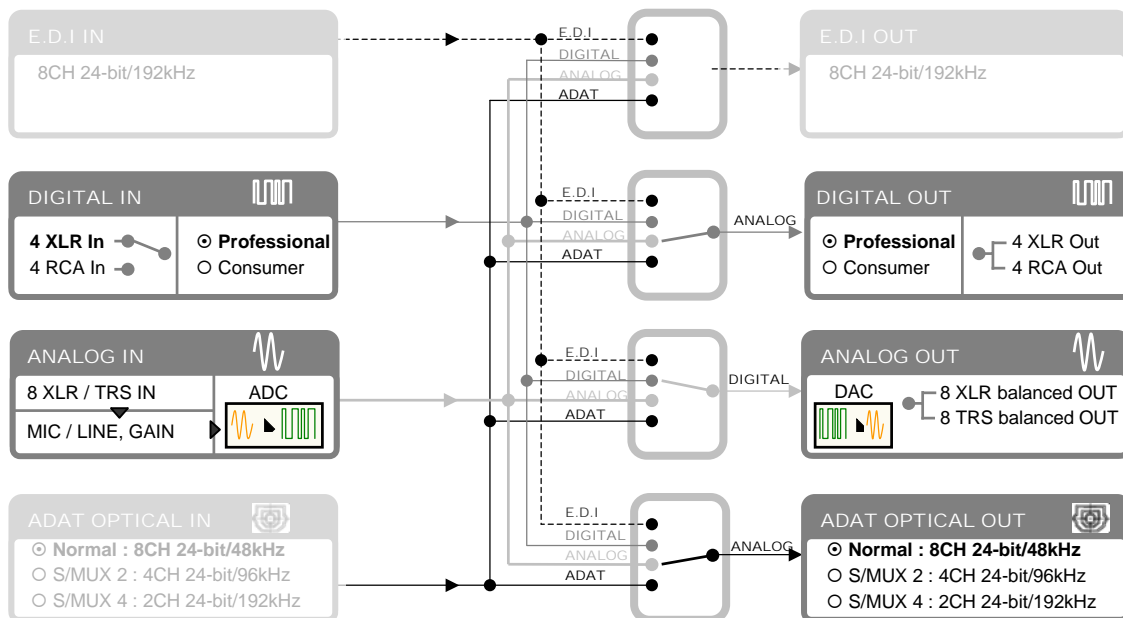 E.D.I IN
8CH 24-bit/192kHz
E.D.I
DIGITAL
ANALOG
ADAT
E.D.I OUT
8CH 24-bit/192kHz
DIGITAL IN
4 XLR In
4 RCA In
Professional
Consumer
E.D.I
DIGITAL
ANALOG
ADAT
ANALOG
DIGITAL OUT
Professional
Consumer
4 XLR Out
4 RCA Out
ANALOG IN
8 XLR / TRS IN
MIC / LINE, GAIN
ADC
E.D.I
DIGITAL
ANALOG
ADAT
DIGITAL
ANALOG OUT
DAC
8 XLR balanced OUT
8 TRS balanced OUT
ADAT OPTICAL IN
Normal : 8CH 24-bit/48kHz
S/MUX 2 : 4CH 24-bit/96kHz
S/MUX 4 : 2CH 24-bit/192kHz
E.D.I
DIGITAL
ANALOG
ADAT
ANALOG
ADAT OPTICAL OUT
Normal : 8CH 24-bit/48kHz
S/MUX 2 : 4CH 24-bit/96kHz
S/MUX 4 : 2CH 24-bit/192kHz